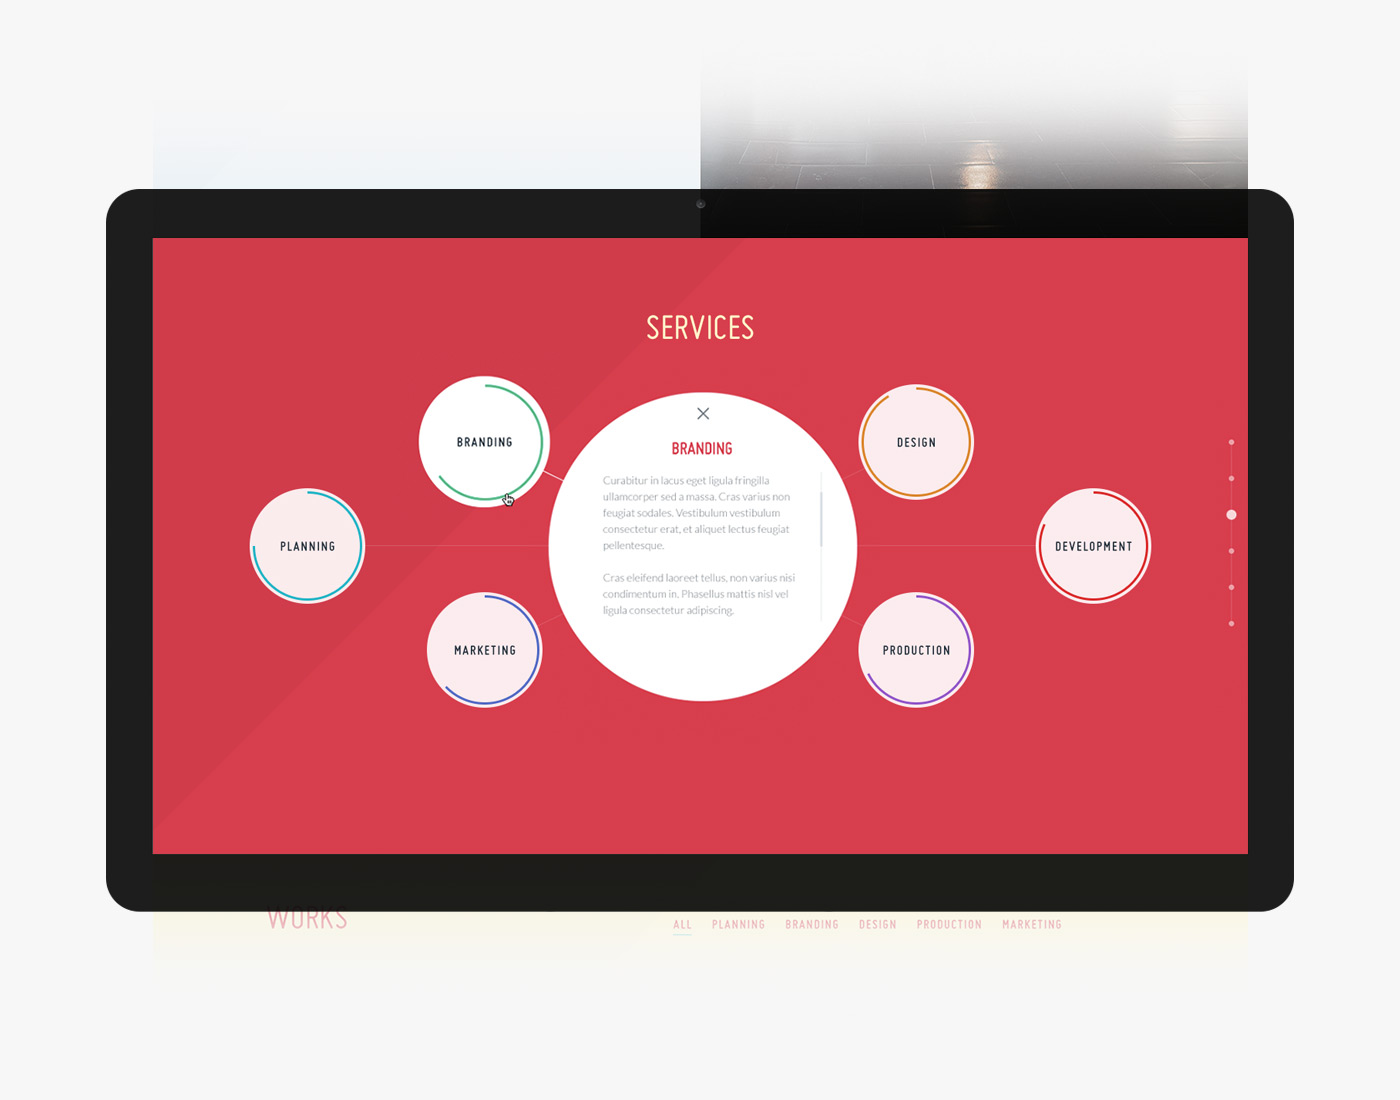 SERVICES
BRANDING
DESIGN
PLANNING
DEVELOPMENT
MARKETING
PRODUCTION
BRANDING
Curabitur in lacus eget ligula fringilla
ullamcorper sed a massa. Cras varius non
feugiat sodales. Vestibulum vestibulum
consectetur erat, et aliquet lectus feugiat
pellentesque.
Cras eleifend laoreet tellus, non varius nisi
condimentum in. Phasellus mattis nisl vel
ligula consectetur adipiscing.
WORKS
ALL PLANNING BRANDING DESIGN PRODUCTION MARKETING